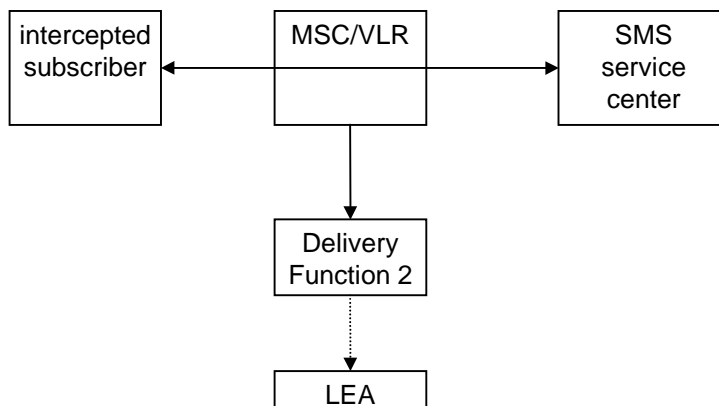 intercepted
subscriber
MSC/VLR
SMS
service
center
Delivery
Function 2
LEA